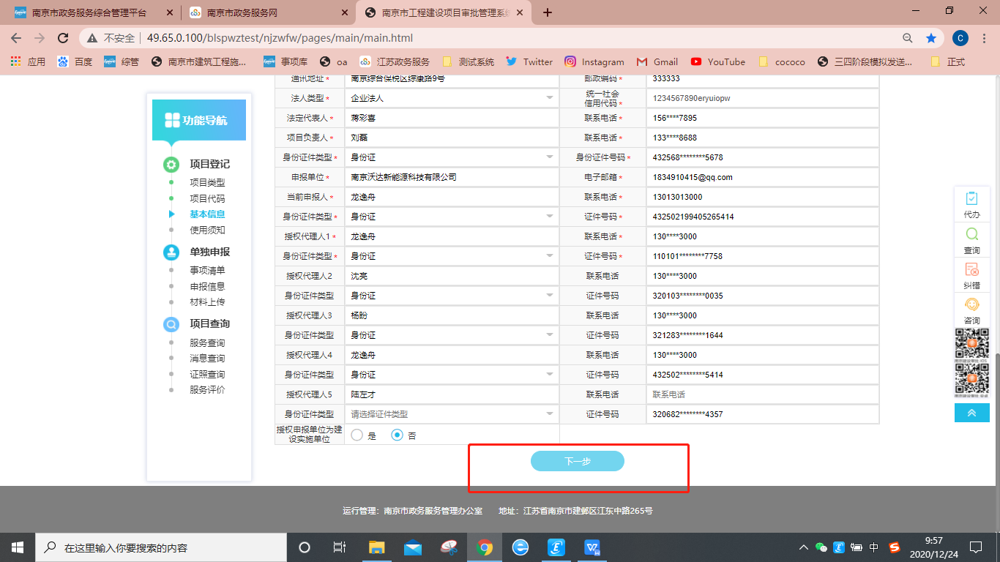 南京市政务服务综合管理平台
南京市政务服务网
南京市工程建设项目审批管理系统
不安全
49.65.0.100/blspwztest/njzwfw/pages/main/main.html
C
应用
百度
综管
南京市建筑工程施...
事项库
oa
江苏政务服务
测试系统
Twitter
Instagram
Gmail
YouTube
cococo
三四阶段模拟发送...
正式
功能导航
项目登记
项目类型
项目代码
基本信息
使用须知
单独申报
事项清单
申报信息
材料上传
项目查询
服务查询
消息查询
证照查询
服务评价
通讯地址* 南京综合保税区综康路9号 邮政编码* 333333
法人类型* 企业法人 统一社会
信用代码* 1234567890eryuiopw
法定代表人* 蒋彩喜 联系电话* 156****7895
项目负责人* 刘磊 联系电话* 133****8688
身份证件类型* 身份证 身份证件号码* 432568********5678
申报单位* 南京沃达新能源科技有限公司 电子邮箱* 1834910415@qq.com
当前申报人* 龙逸舟 联系电话* 13013013000
身份证件类型* 身份证 证件号码* 432502199405265414
授权代理人1* 龙逸舟 联系电话* 130****3000
身份证件类型* 身份证 证件号码* 110101********7758
授权代理人2 沈亮 联系电话 130****3000
身份证件类型 身份证 证件号码 320103********0035
授权代理人3 杨盼 联系电话 130****3000
身份证件类型 身份证 证件号码 321283********1644
授权代理人4 龙逸舟 联系电话 130****3000
身份证件类型 身份证 证件号码 432502********5414
授权代理人5 陆左才 联系电话 联系电话
身份证件类型 请选择证件类型 证件号码 320682********4357
授权申报单位为建
设实施单位 是 否
下一步
代办
查询
纠错
咨询
运行管理：南京市政务服务管理办公室 地址：江苏省南京市建邺区江东中路265号
在这里输入你要搜索的内容
中
9:57
2020/12/24